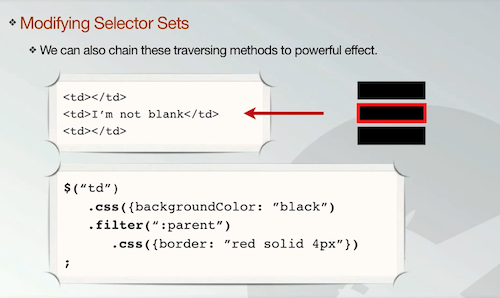 Modifying Selector Sets
We can also chain these traversing methods to powerful effect.
<td></td>
<td>I'm not blank</td>
<td></td>
$(“td”)
.css({backgroundColor: ”black”)
.filter(“:parent”)
.css({border: ”red solid 4px”})
;